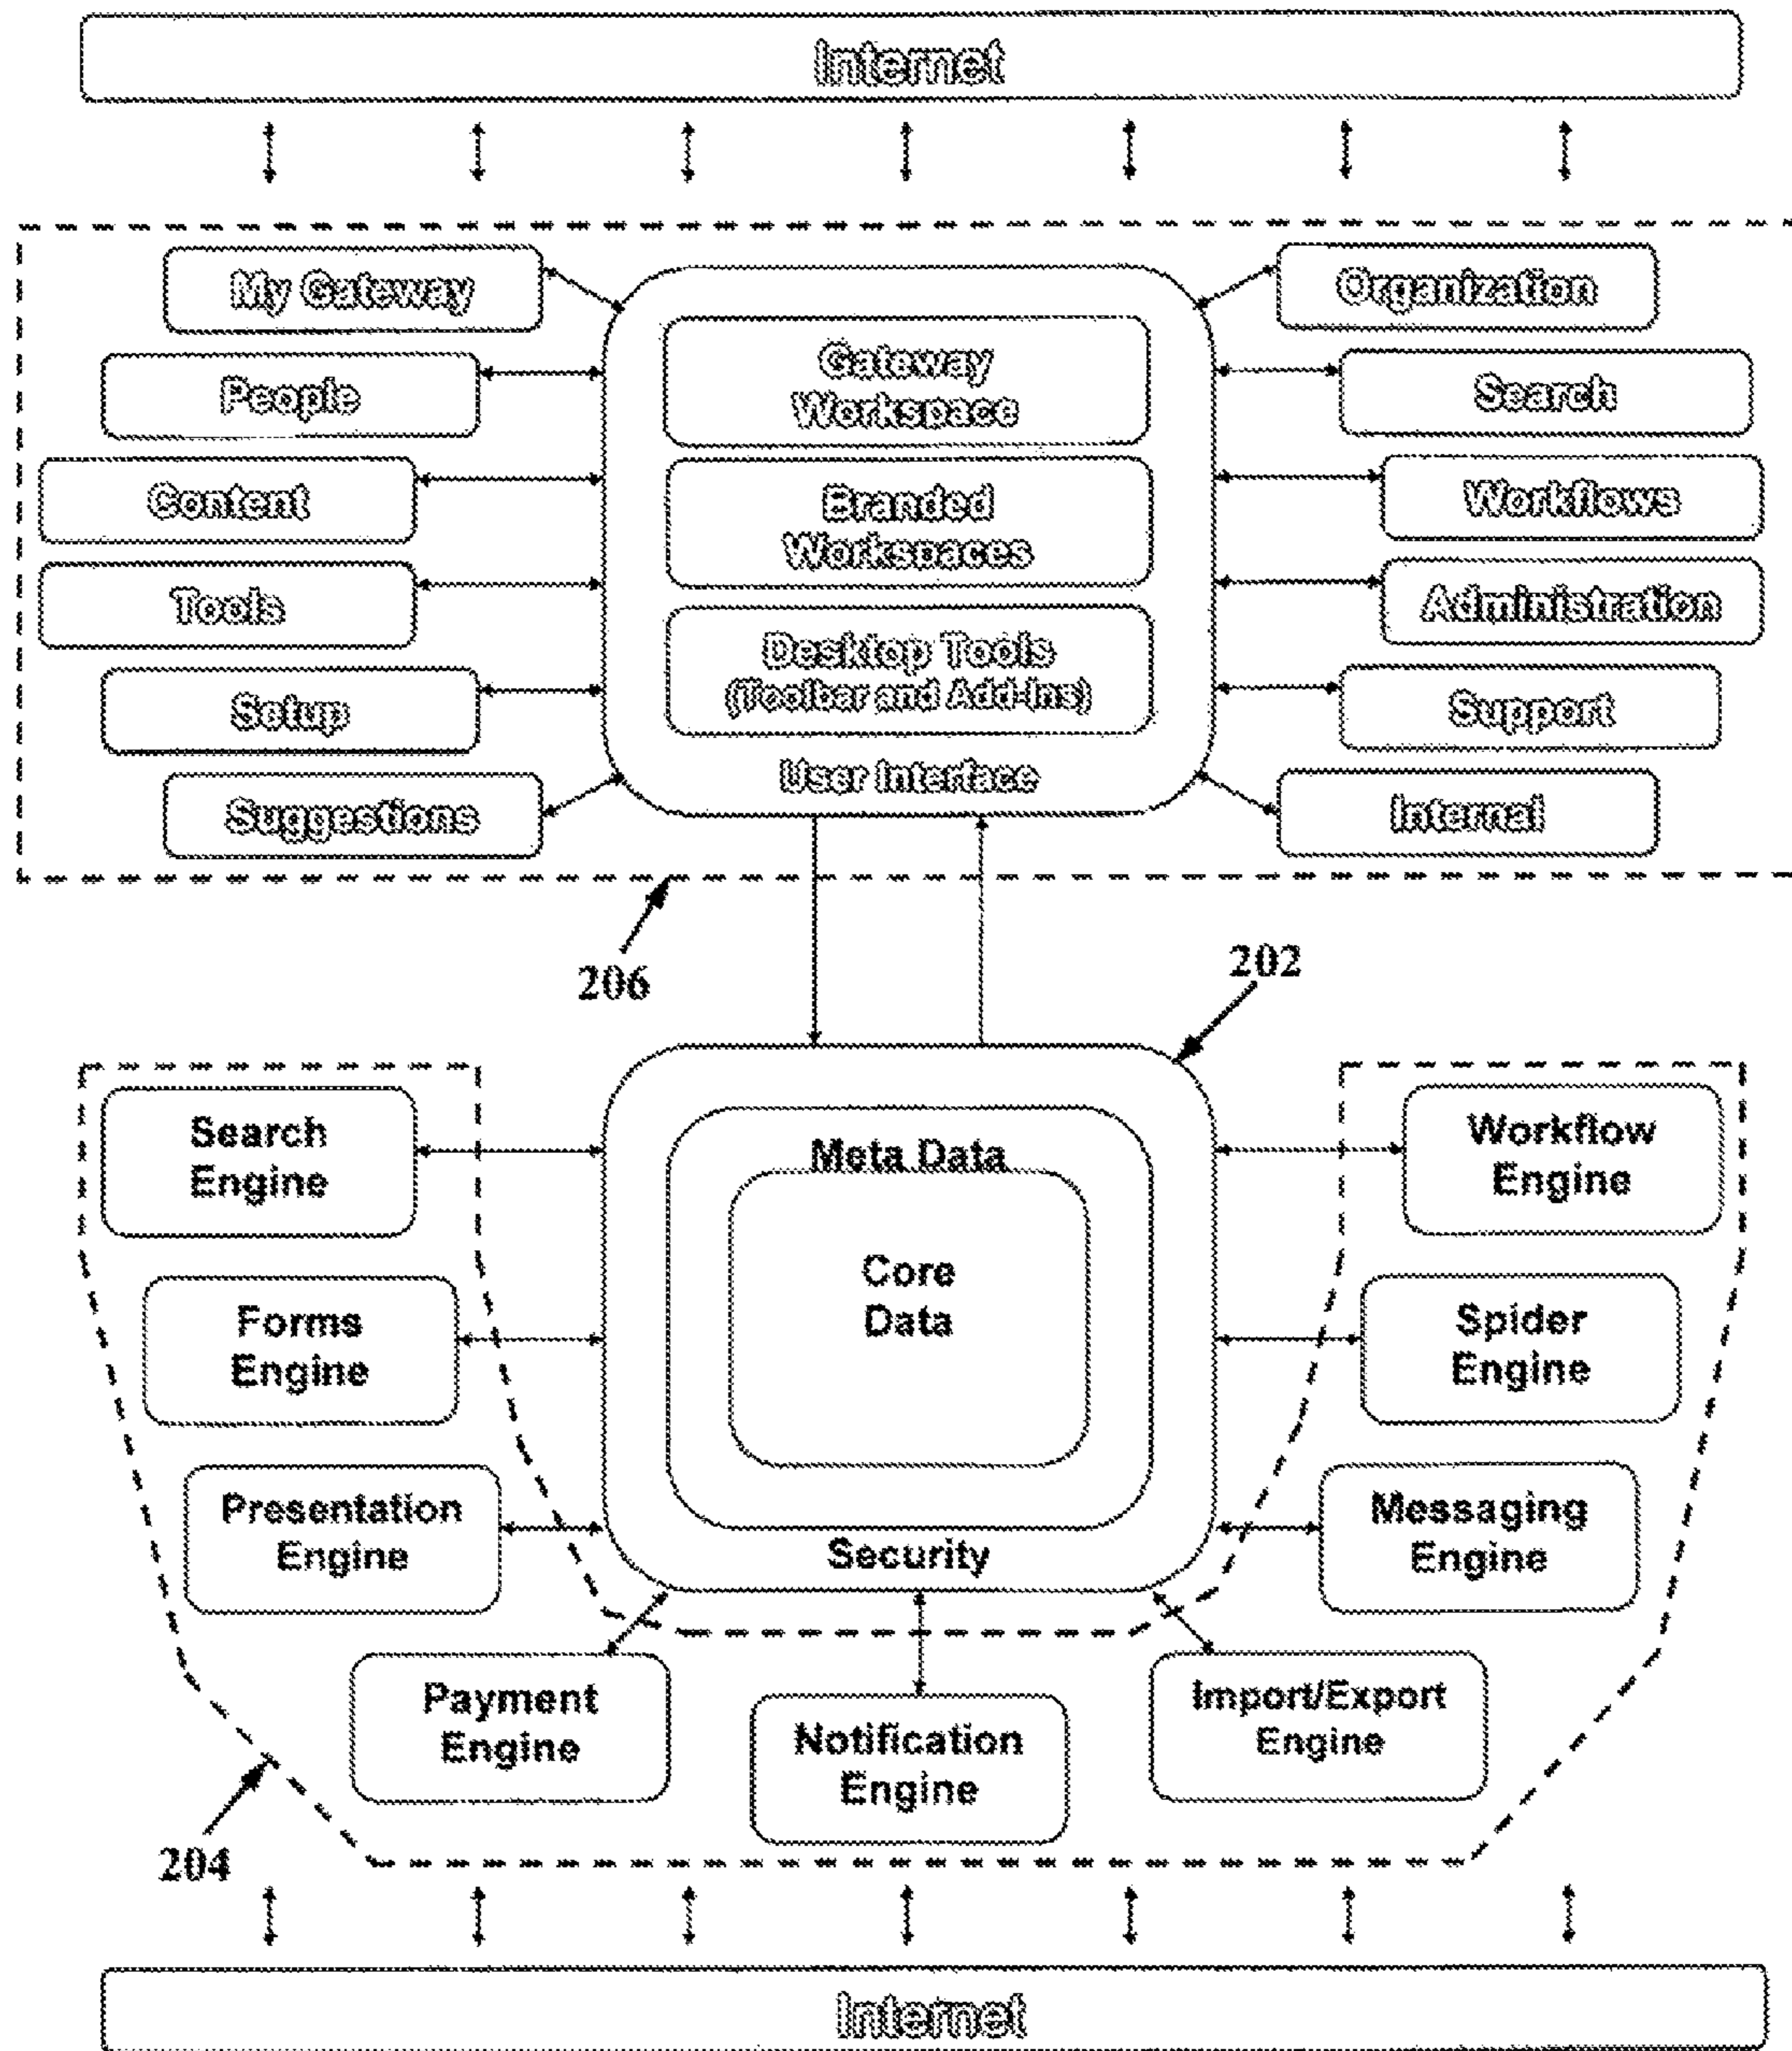 Internet
My Gateway
People
Content
Tools
Setup
Suggestions
Gateway
Workspace
Branded
Workspaces
Desktop Tools
(Toolbar and Add-Ins)
User Interface
Organization
Search
Workflows
Administration
Support
Internal
206
202
Search
Engine
Forms
Engine
Presentation
Engine
Payment
Engine
Meta Data
Core
Data
Security
Notification
Engine
Workflow
Engine
Spider
Engine
Messaging
Engine
Import/Export
Engine
204
Internet